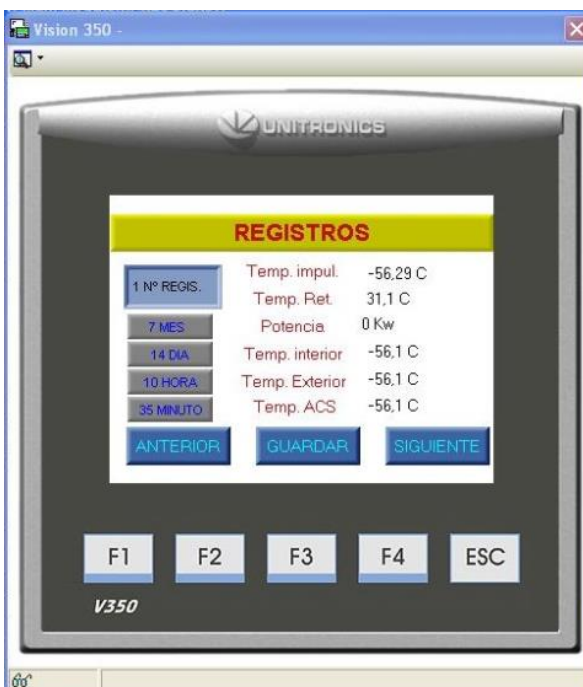 Vision 350 -
UNITRONICS
REGISTROS
1 Nº REGIS.
Temp. impul. -56,29 C
Temp. Ret. 31,1 C
7 MES
Potencia 0 Kw
14 DIA
Temp. interior -56,1 C
10 HORA
Temp. Exterior -56,1 C
35 MINUTO
Temp. ACS -56,1 C
ANTERIOR GUARDAR SIGUIENTE
F1 F2 F3 F4 ESC
V350